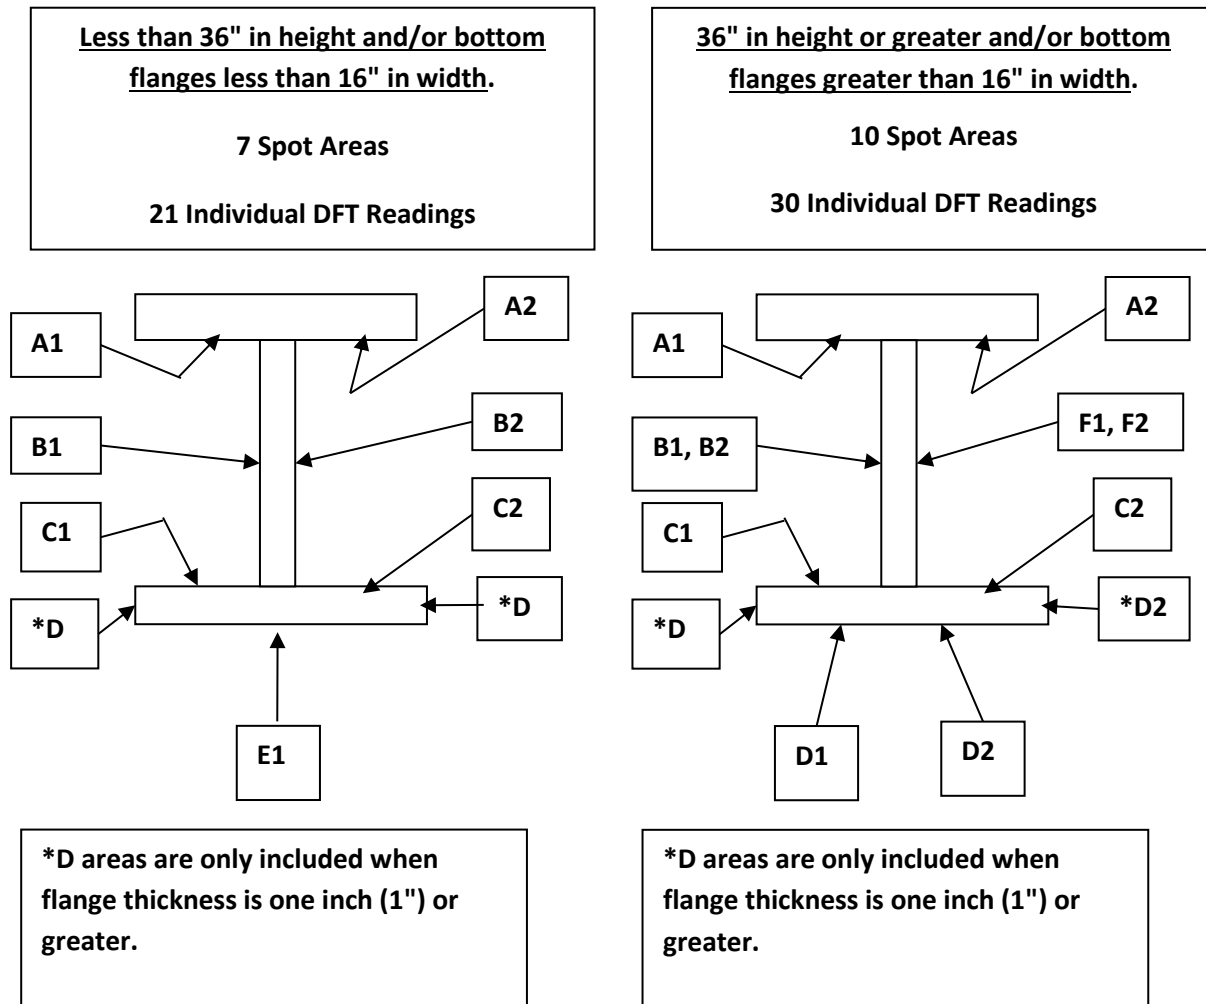 Less than 36" in height and/or bottom
flanges less than 16" in width.
7 Spot Areas
21 Individual DFT Readings
36" in height or greater and/or bottom
flanges greater than 16" in width.
10 Spot Areas
30 Individual DFT Readings
A1
A2
B1
B2
C1
C2
*D
*D
E1
A1
A2
B1, B2
F1, F2
C1
C2
*D
*D2
D1
D2
*D areas are only included when
flange thickness is one inch (1") or
greater.
*D areas are only included when
flange thickness is one inch (1") or
greater.